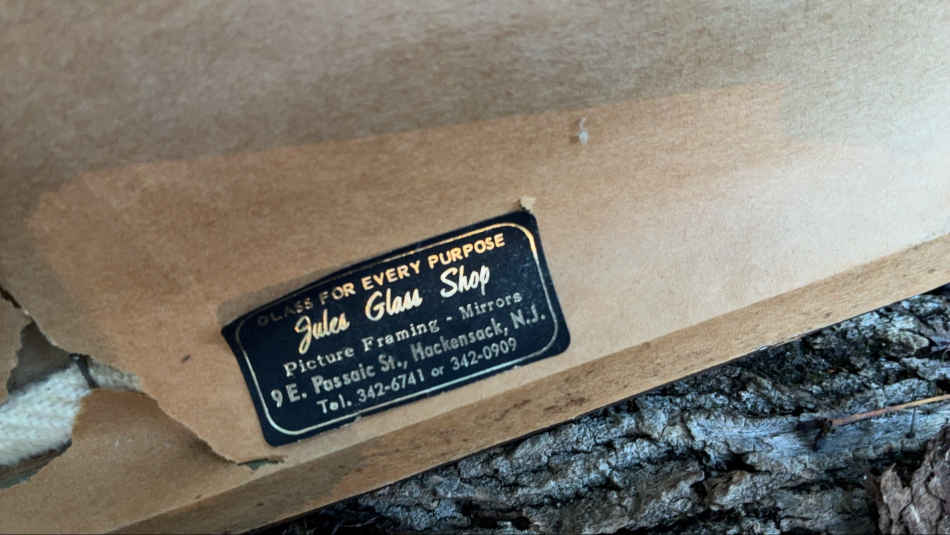 GLASS FOR EVERY PURPOSE
Jules Glass Shop
Picture Framing - Mirrors
9 E. Passaic St., Hackensack, N.J.
Tel. 342-6741 or 342-0909